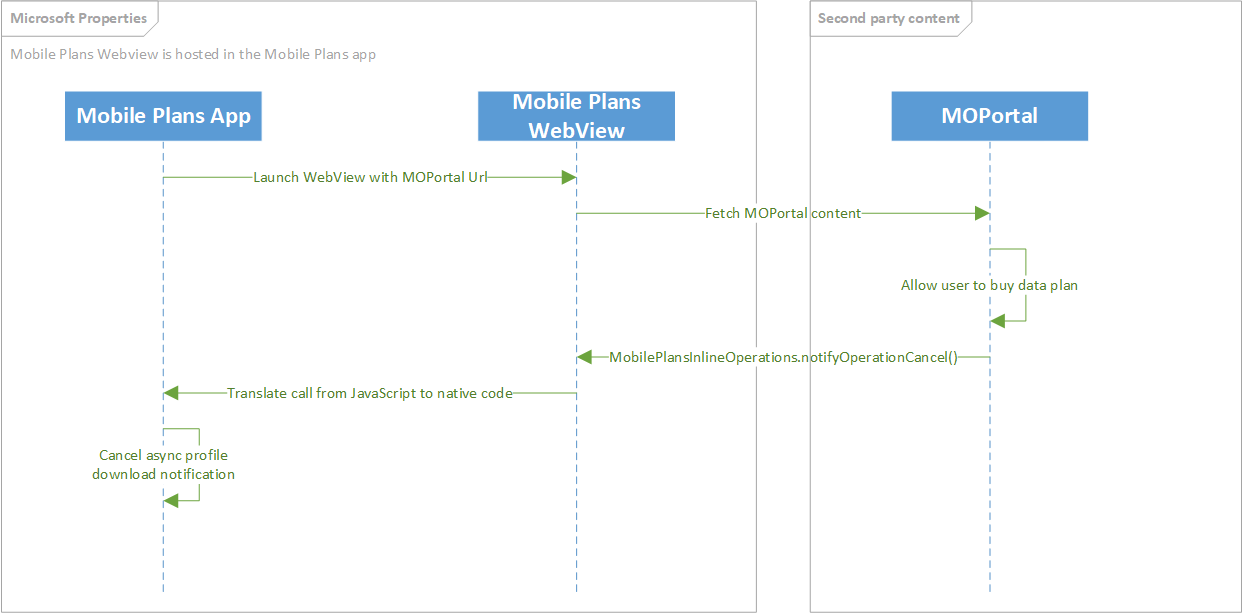 Microsoft Properties
Second party content
Mobile Plans Webview is hosted in the Mobile Plans app
Mobile Plans App
Mobile Plans
WebView
MOPortal
Launch WebView with MOPortal Url
Fetch MOPortal content
Allow user to buy data plan
MobilePlansInlineOperations.notifyOperationCancel()
Translate call from JavaScript to native code
Cancel async profile
download notification